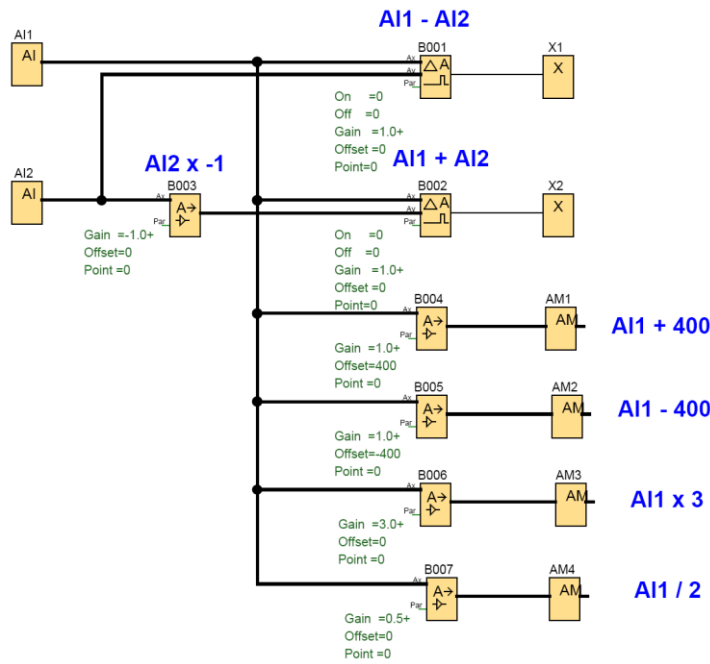 AI1 - AI2
AI1
AI
B001
Ax
Ay
Par
A
X1
X
On =0
Off =0
Gain =1.0+
Offset =0
Point=0
AI2
AI
AI2 x -1
B003
Ax
Par
A→
Gain =-1.0+
Offset=0
Point =0
AI1 + AI2
B002
Ax
Ay
Par
A
X2
X
On =0
Off =0
Gain =1.0+
Offset =0
Point=0
B004
Ax
Par
A→
AM1
AM
AI1 + 400
Gain =1.0+
Offset=400
Point =0
B005
Ax
Par
A→
AM2
AM
AI1 - 400
Gain =1.0+
Offset=-400
Point =0
B006
Ax
Par
A→
AM3
AM
AI1 x 3
Gain =3.0+
Offset=0
Point =0
B007
Ax
Par
A→
AM4
AM
AI1 / 2
Gain =0.5+
Offset=0
Point =0